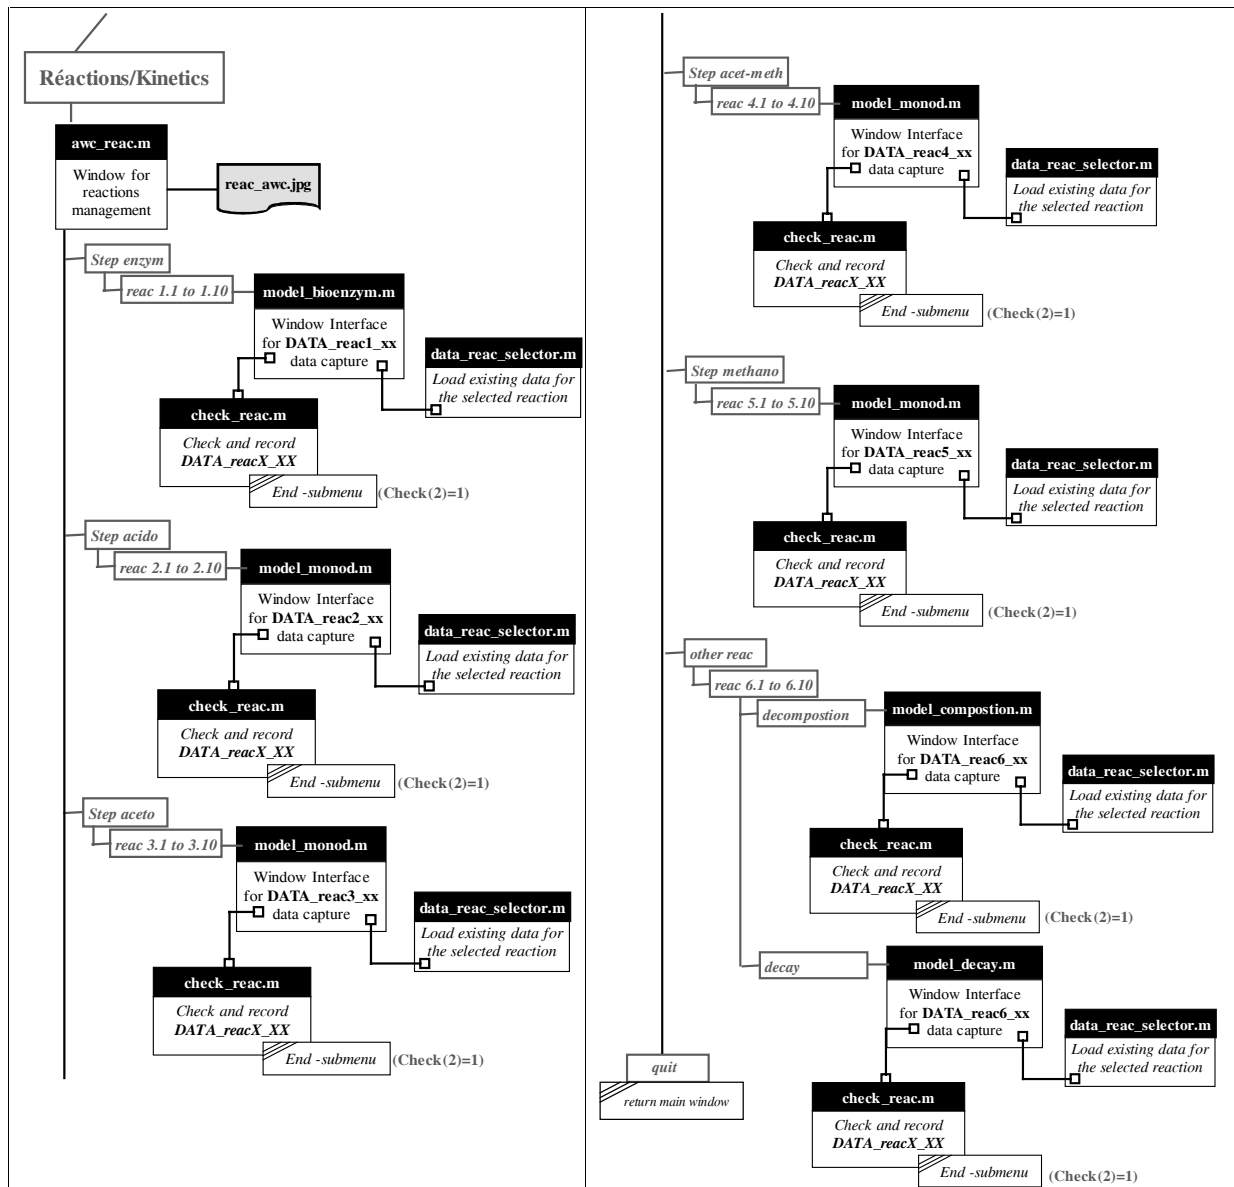 Réactions/Kinetics
awc_reac.m
Window for
reactions
management
reac_awc.jpg
Step enzym
reac 1.1 to 1.10
model_bioenzym.m
Window Interface
for DATA_reac1_xx
data capture
data_reac_selector.m
Load existing data for
the selected reaction
check_reac.m
Check and record
DATA_reacX_XX
End -submenu
(Check(2)=1)
Step acido
reac 2.1 to 2.10
model_monod.m
Window Interface
for DATA_reac2_xx
data capture
data_reac_selector.m
Load existing data for
the selected reaction
check_reac.m
Check and record
DATA_reacX_XX
End -submenu
(Check(2)=1)
Step aceto
reac 3.1 to 3.10
model_monod.m
Window Interface
for DATA_reac3_xx
data capture
data_reac_selector.m
Load existing data for
the selected reaction
check_reac.m
Check and record
DATA_reacX_XX
End -submenu
(Check(2)=1)
Step acet-meth
reac 4.1 to 4.10
model_monod.m
Window Interface
for DATA_reac4_xx
data capture
data_reac_selector.m
Load existing data for
the selected reaction
check_reac.m
Check and record
DATA_reacX_XX
End -submenu
(Check(2)=1)
Step methano
reac 5.1 to 5.10
model_monod.m
Window Interface
for DATA_reac5_xx
data capture
data_reac_selector.m
Load existing data for
the selected reaction
check_reac.m
Check and record
DATA_reacX_XX
End -submenu
(Check(2)=1)
other reac
reac 6.1 to 6.10
decompostion
model_compostion.m
Window Interface
for DATA_reac6_xx
data capture
data_reac_selector.m
Load existing data for
the selected reaction
check_reac.m
Check and record
DATA_reacX_XX
End -submenu
(Check(2)=1)
decay
model_decay.m
Window Interface
for DATA_reac6_xx
data capture
data_reac_selector.m
Load existing data for
the selected reaction
check_reac.m
Check and record
DATA_reacX_XX
End -submenu
(Check(2)=1)
quit
return main window